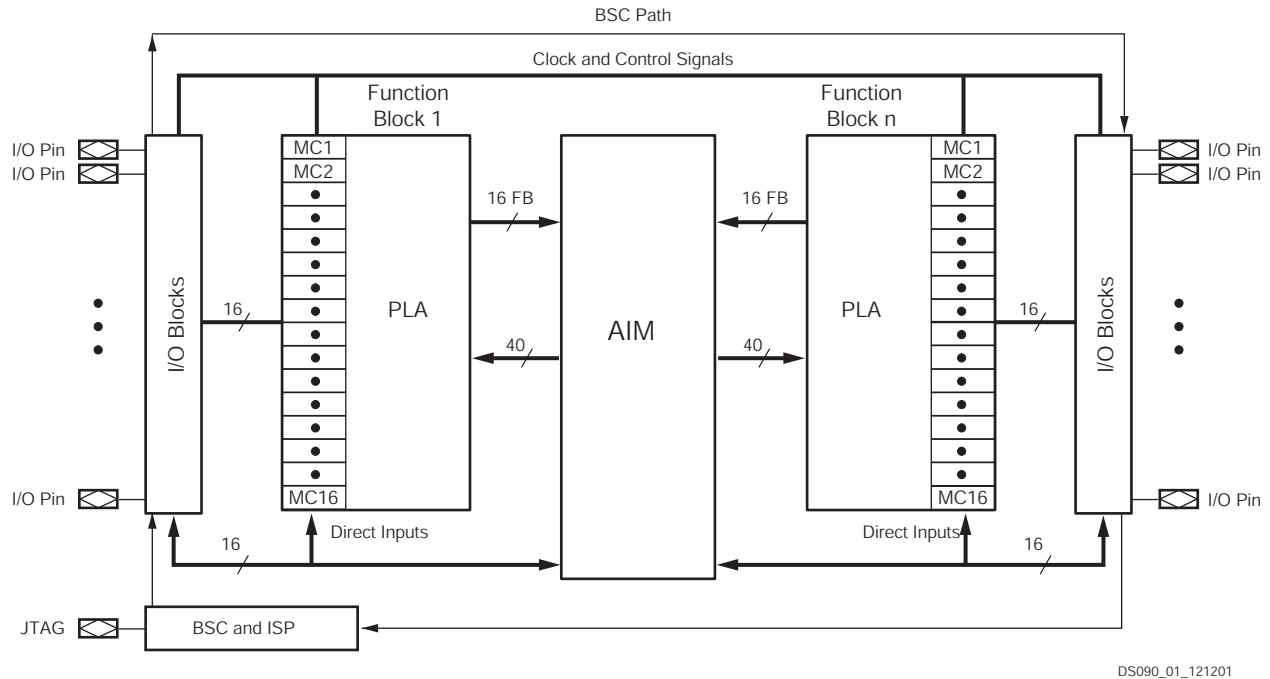 BSC Path
Clock and Control Signals
Function
Block 1
Function
Block n
I/O Pin
I/O Pin
MC1
MC2
MC1
MC2
I/O Pin
I/O Pin
16 FB
16 FB
I/O Blocks
16
PLA
AIM
PLA
16
I/O Blocks
40
40
I/O Pin
MC16
MC16
I/O Pin
Direct Inputs
Direct Inputs
16
16
JTAG
BSC and ISP
DS090_01_121201